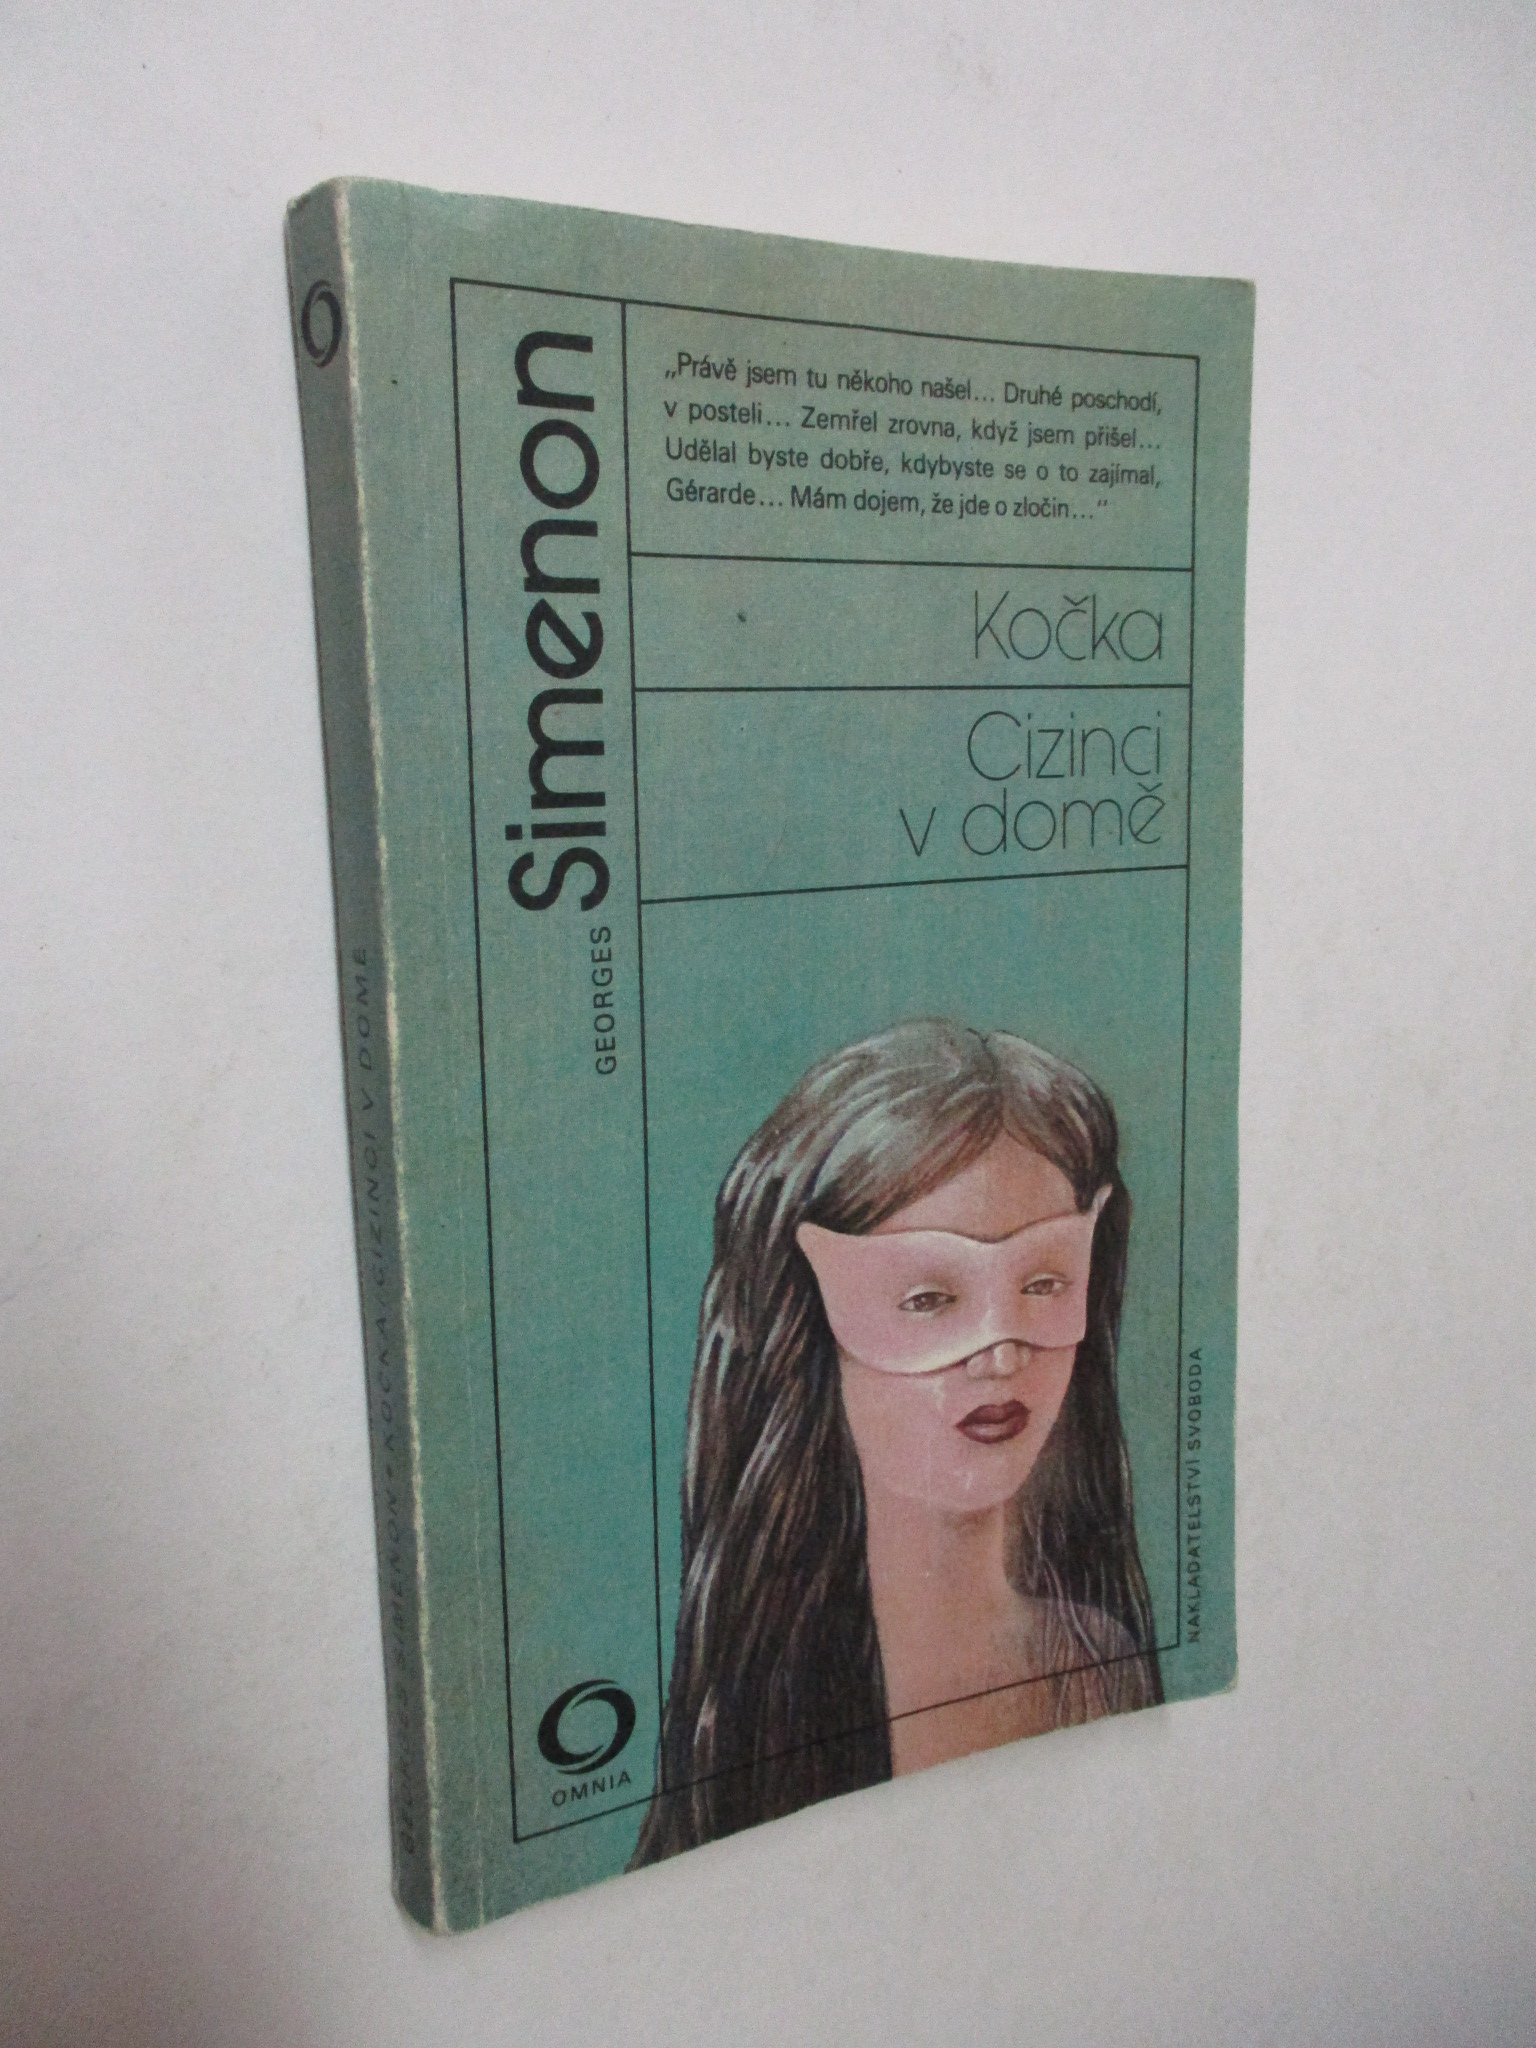 GEORGES Simenon
„Právě jsem tu někoho našel... Druhé poschodí,
v posteli... Zemřel zrovna, když jsem přišel...
Udělal byste dobře, kdybyste se o to zajímal,
Gérarde... Mám dojem, že jde o zločin...“
Kočka
Cizinci
v domě
NAKLADATELSTVÍ SVOBODA
OMNIA
GEORGES SIMENON • KOČKA / CIZINCI V DOMĚ